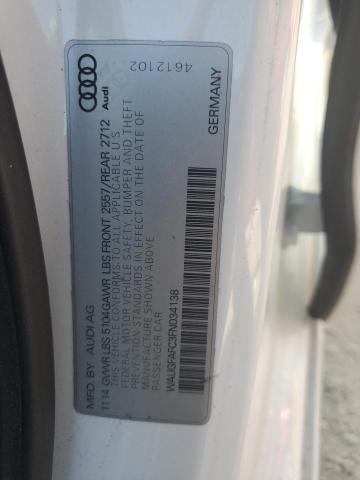 MFD. BY AUDI AG
11 14 GVWR LBS 5104 GAWR LBS FRONT 2557/REAR 2712
THIS VEHICLE CONFORMS TO ALL APPLICABLE U S
FEDERAL MOTOR VEHICLE SAFETY, BUMPER AND THEFT
PREVENTION STANDARDS IN EFFECT ON THE DATE OF
MANUFACTURE SHOWN ABOVE
PASSENGER CAR
WAUGFAFC3FN034138
GERMANY
Audi
4612102